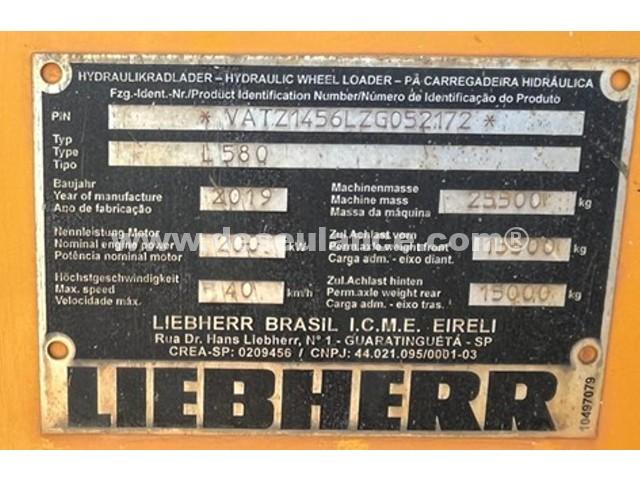 HYDRAULIKRADLADER – HYDRAULIC WHEEL LOADER – PÁ CARREGADEIRA HIDRÁULICA
Fzg.-Ident.-Nr./Product Identification Number/Número de Identificação do Produto
PIN * VATZ1456LZG052172 *
Typ
Type L580
Tipo
Baujahr
Year of manufacture 2019
Ano de fabricação
Machinenmasse
Machine mass 25500 kg
Massa da máquina
Nennleistung Motor
Nominal engine power kW
Potência nominal motor
Zul.Achlast vorn
Perm.axle weight front kg
Carga adm. - eixo diant.
Höchstgeschwindigkeit
Max. speed 40 km/h
Velocidade máx.
Zul.Achlast hinten
Perm.axle weight rear 15000 kg
Carga adm. - eixo tras.
LIEBHERR BRASIL I.C.M.E. EIRELI
Rua Dr. Hans Liebherr, N° 1 - GUARATINGUETÁ - SP
CREA-SP: 0209456 / CNPJ: 44.021.095/0001-03
LIEBHERR
10497079